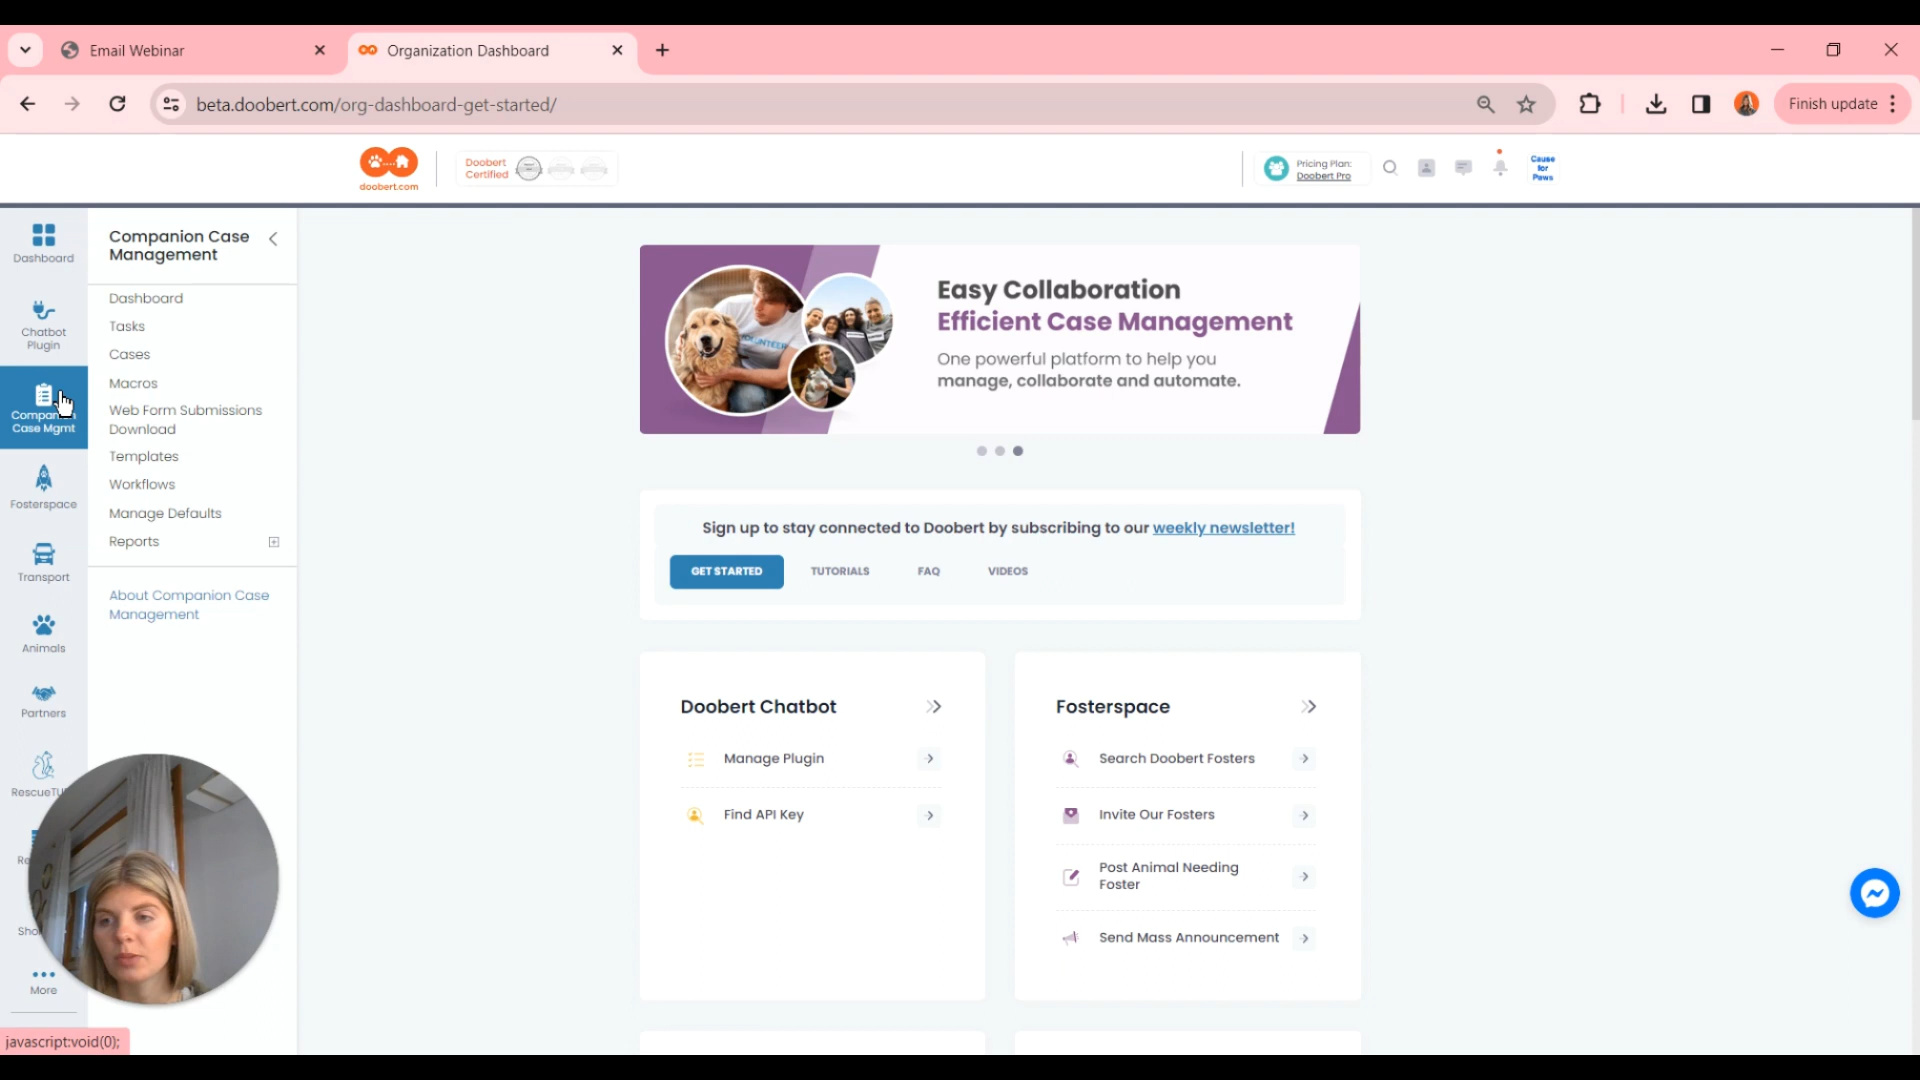 Email Webinar
Organization Dashboard
beta.doobert.com/org-dashboard-get-started/
Finish update
doobert.com
Doobert
Certified
Pricing Plan:
Doobert Pro
Cause
for
Paws
Dashboard
Chatbot
Plugin
Case Mgmt
Fosterspace
Transport
Animals
Partners
More
Companion Case
Management
Dashboard
Tasks
Cases
Macros
Web Form Submissions
Download
Templates
Workflows
Manage Defaults
Reports
About Companion Case
Management
Easy Collaboration
Efficient Case Management
One powerful platform to help you
manage, collaborate and automate.
VOLUNTEER
Sign up to stay connected to Doobert by subscribing to our weekly newsletter!
GET STARTED
TUTORIALS
FAQ
VIDEOS
Doobert Chatbot
Manage Plugin
Find API Key
Fosterspace
Search Doobert Fosters
Invite Our Fosters
Post Animal Needing
Foster
Send Mass Announcement
javascript:void(0);